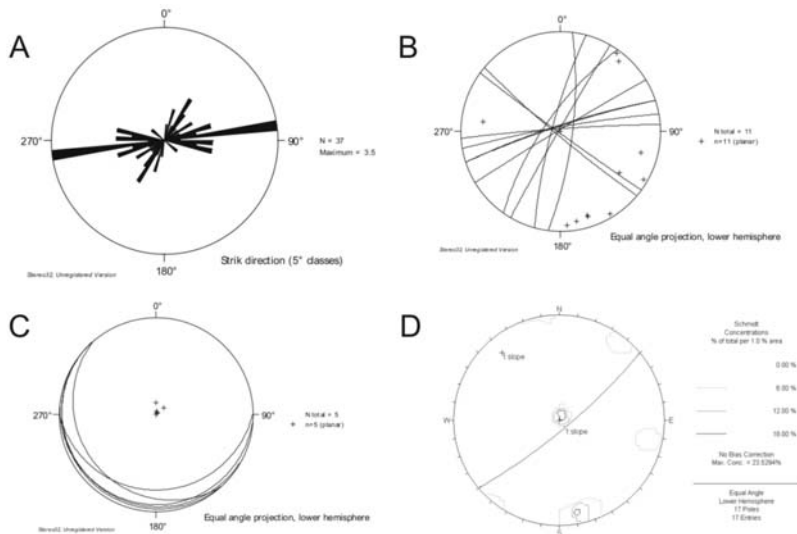 A
0°
270°
90°
N = 37
Maximum = 3.5
Strik direction (5° classes)
180°
Stereo32, Unregistered Version
B
0°
270°
90°
N total = 11
+ n=11 (planar)
180°
Equal angle projection, lower hemisphere
Stereo32, Unregistered Version
C
0°
270°
90°
N total = 5
+ n=5 (planar)
180°
Equal angle projection, lower hemisphere
Stereo32, Unregistered Version
D
N
W
E
S
1 slope
1 slope
Schmidt
Concentrations
% of total per 1.0 % area
0.00 %
6.00 %
12.00 %
18.00 %
No Bias Correction
Max. Conc. = 23.5294%
Equal Angle
Lower Hemisphere
17 Poles
17 Entries